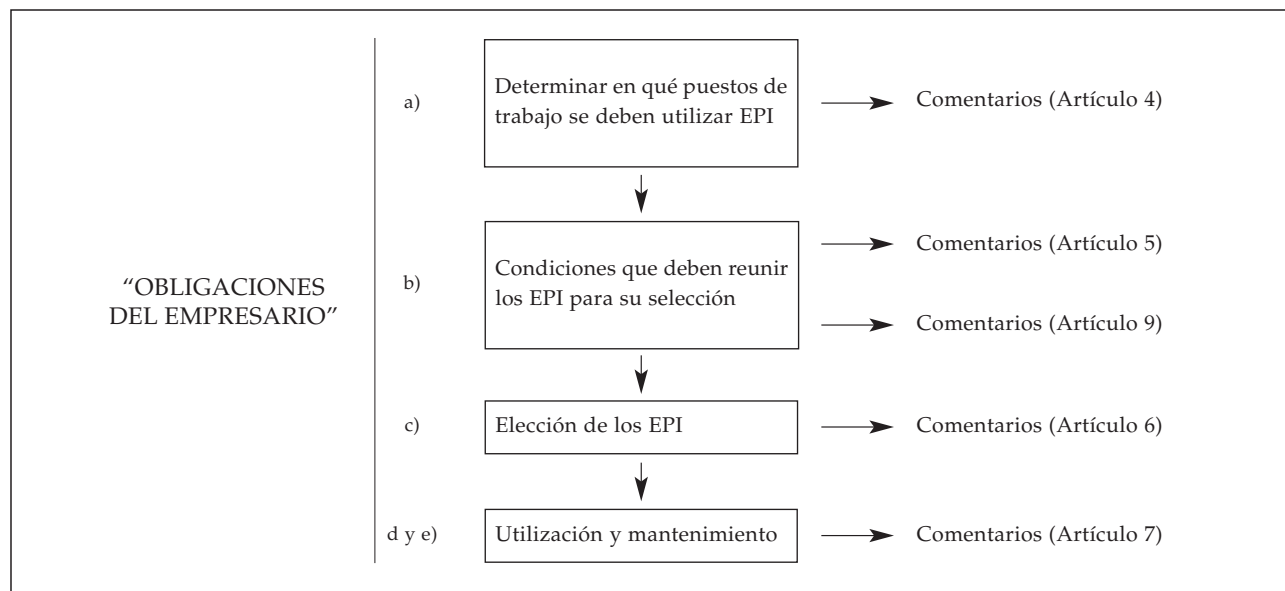 “OBLIGACIONES
DEL EMPRESARIO”
a)
Determinar en qué puestos de
trabajo se deben utilizar EPI
Comentarios (Artículo 4)
b)
Condiciones que deben reunir
los EPI para su selección
Comentarios (Artículo 5)
Comentarios (Artículo 9)
c)
Elección de los EPI
Comentarios (Artículo 6)
d y e)
Utilización y mantenimiento
Comentarios (Artículo 7)